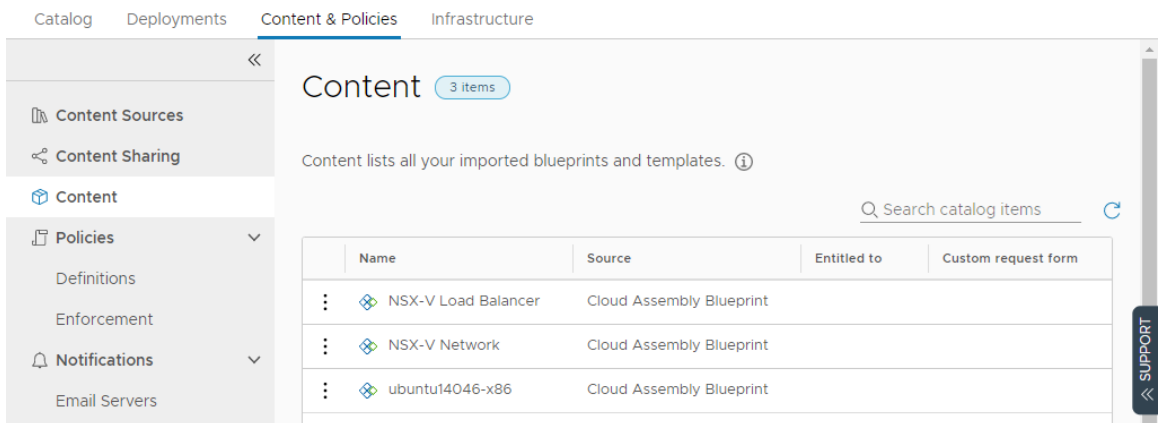 Catalog Deployments Content & Policies Infrastructure
Content Sources
Content Sharing
Content
Policies
Definitions
Enforcement
Notifications
Email Servers
Content 3 items
Content lists all your imported blueprints and templates.
Search catalog items
Name Source Entitled to Custom request form
NSX-V Load Balancer Cloud Assembly Blueprint
NSX-V Network Cloud Assembly Blueprint
ubuntu14046-x86 Cloud Assembly Blueprint
SUPPORT